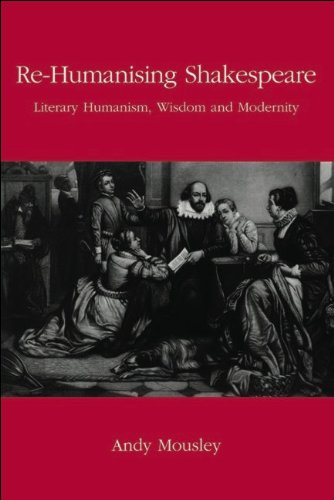 Re-Humanising Shakespeare
Literary Humanism, Wisdom and Modernity
Andy Mousley